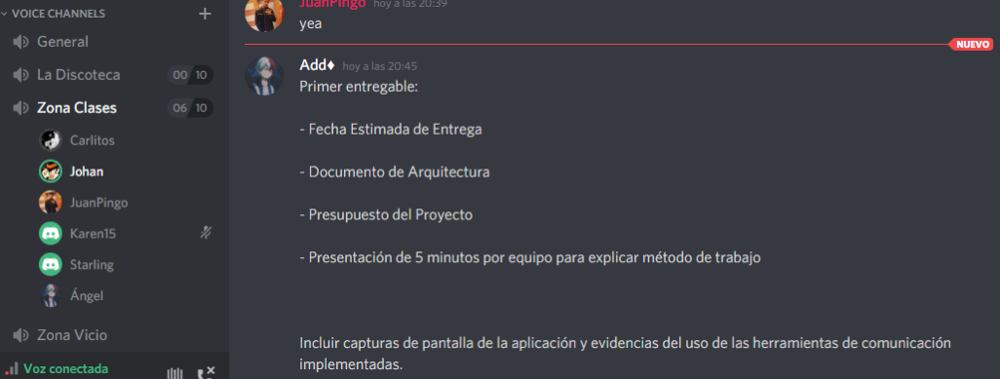 VOICE CHANNELS
General
La Discoteca 00 10
Zona Clases 06 10
Carlitos
Johan
JuanPingo
Karen15
Starling
Ángel
Zona Vicio
Voz conectada
JuanPingo hoy a las 20:39
yea
NUEVO
Add♦ hoy a las 20:45
Primer entregable:
- Fecha Estimada de Entrega
- Documento de Arquitectura
- Presupuesto del Proyecto
- Presentación de 5 minutos por equipo para explicar método de trabajo
Incluir capturas de pantalla de la aplicación y evidencias del uso de las herramientas de comunicación
implementadas.